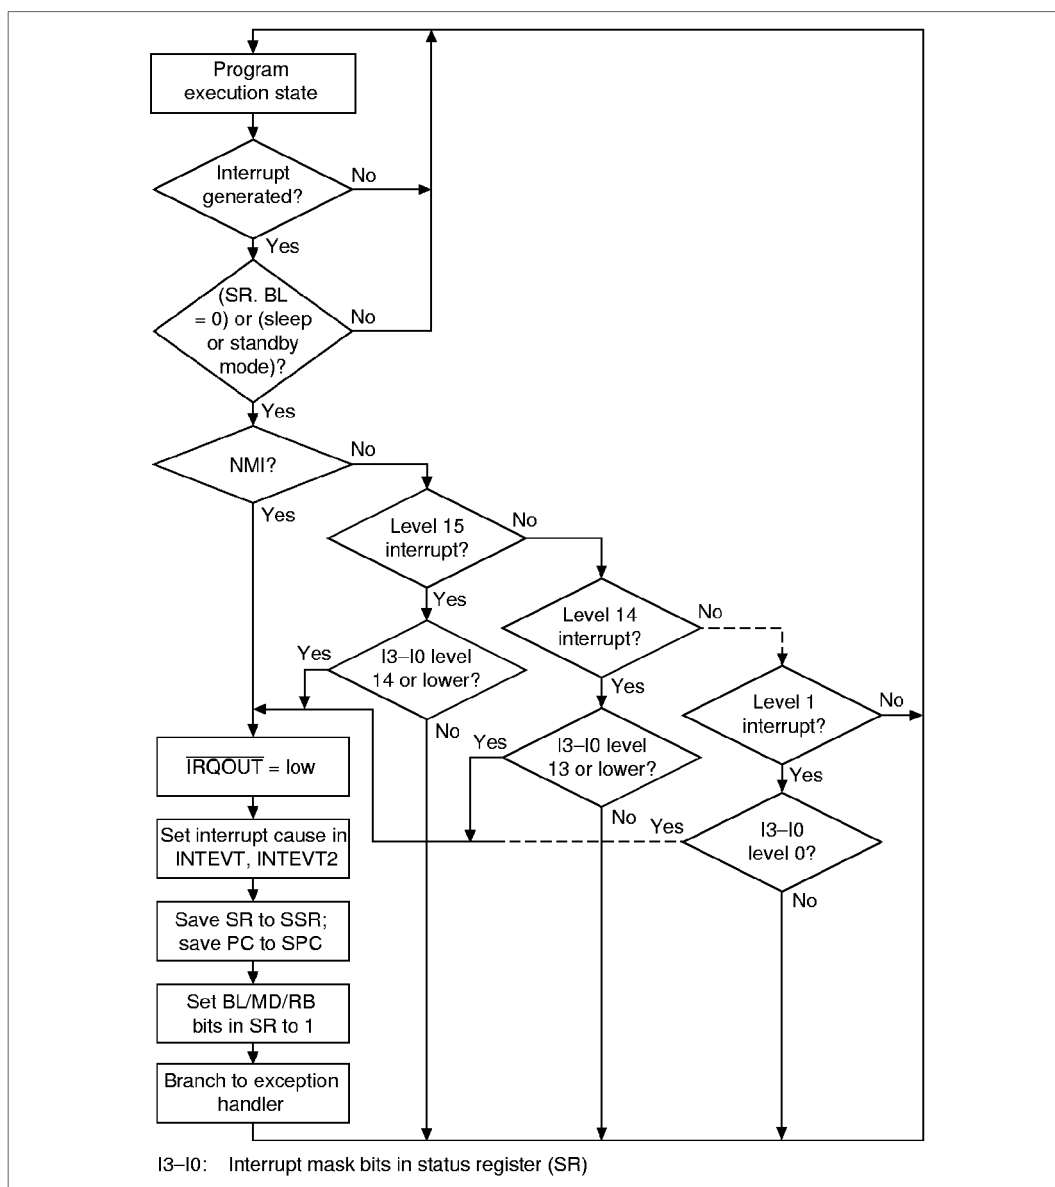 Program
execution state
Interrupt
generated?
No
Yes
(SR. BL
= 0) or (sleep
or standby
mode)?
No
Yes
NMI?
No
Yes
Level 15
interrupt?
No
Yes
Level 14
interrupt?
No
Yes
I3–I0 level
14 or lower?
Yes
No
Level 1
interrupt?
No
Yes
I3–I0 level
13 or lower?
Yes
No
I3–I0
level 0?
Yes
No
IRQOUT = low
Set interrupt cause in
INTEVT, INTEVT2
Save SR to SSR;
save PC to SPC
Set BL/MD/RB
bits in SR to 1
Branch to exception
handler
I3–I0: Interrupt mask bits in status register (SR)